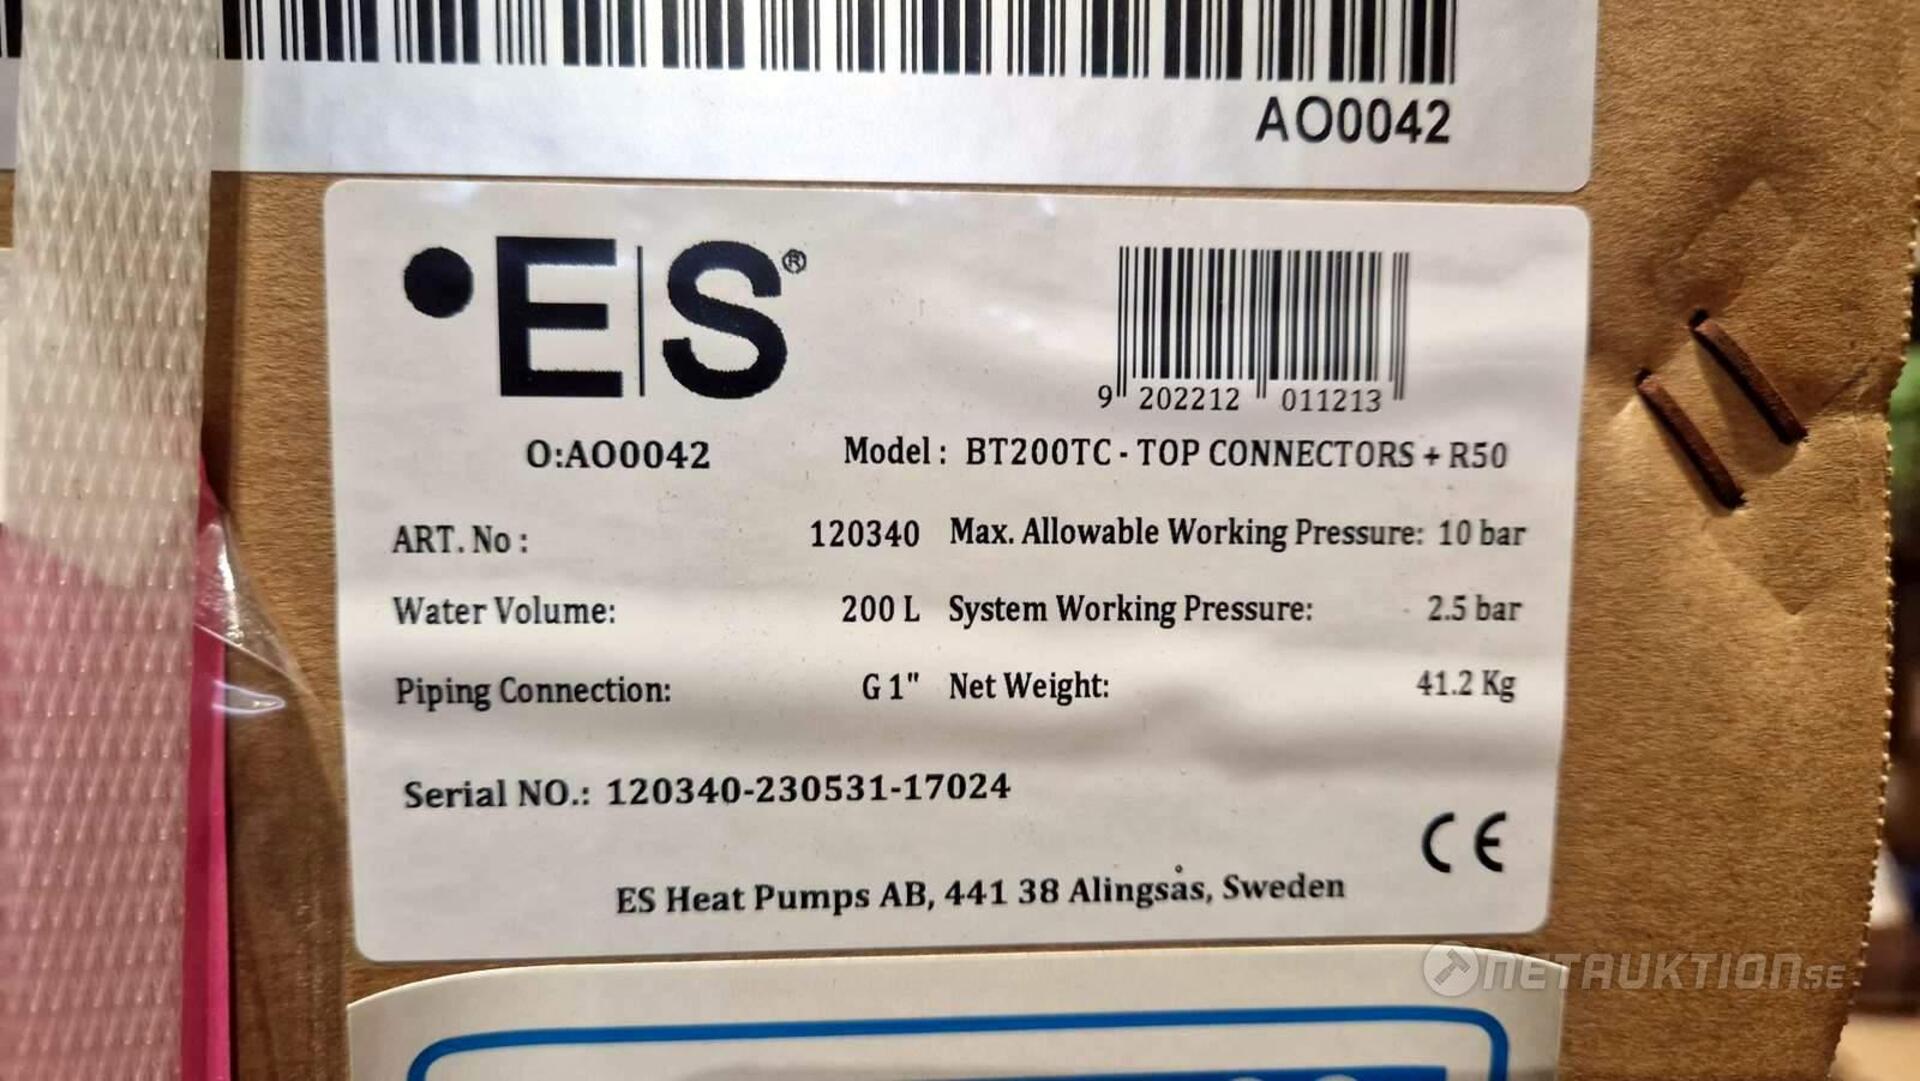 AO0042
E|S®
9 202212 011213
O:AO0042
Model : BT200TC - TOP CONNECTORS + R50
ART. No : 120340 Max. Allowable Working Pressure: 10 bar
Water Volume: 200 L System Working Pressure: 2.5 bar
Piping Connection: G 1" Net Weight: 41.2 Kg
Serial NO.: 120340-230531-17024
CE
ES Heat Pumps AB, 441 38 Alingsås, Sweden
NETAUKTION.SE